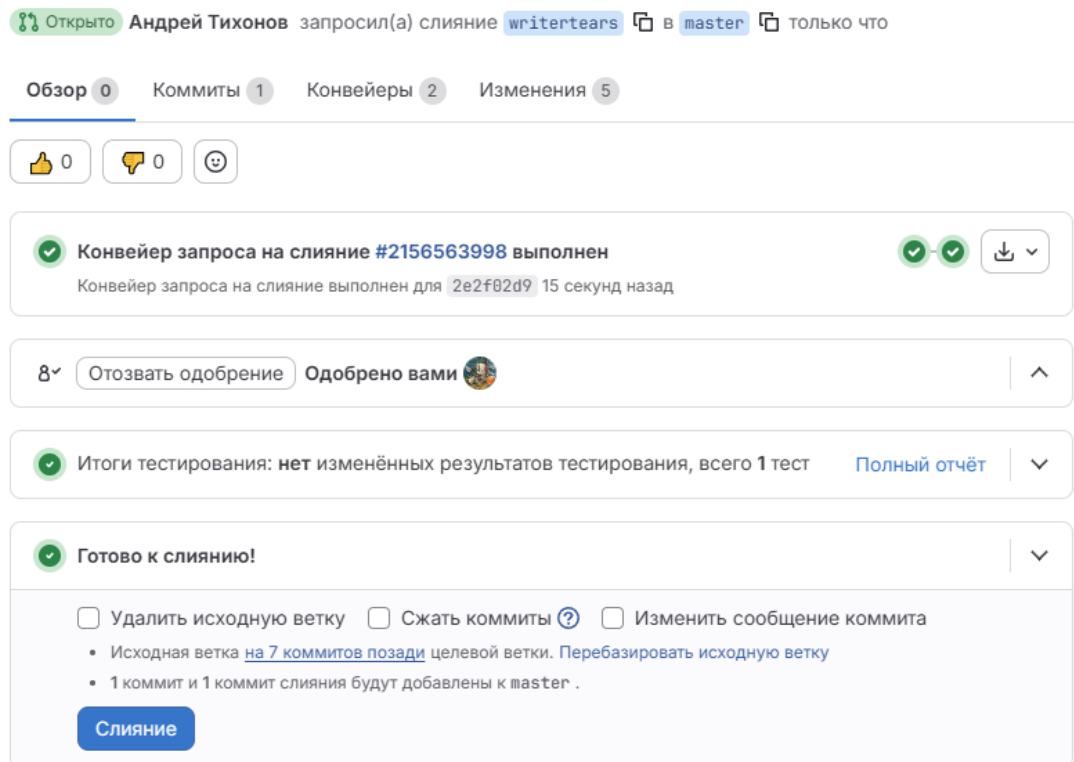 Открыто Андрей Тихонов запросил(а) слияние writertears в master только что
Обзор 0 Коммиты 1 Конвейеры 2 Изменения 5
0 0
Конвейер запроса на слияние #2156563998 выполнен
Конвейер запроса на слияние выполнен для 2e2f02d9 15 секунд назад
Отозвать одобрение Одобрено вами
Итоги тестирования: нет изменённых результатов тестирования, всего 1 тест Полный отчёт
Готово к слиянию!
Удалить исходную ветку Сжать коммиты ? Изменить сообщение коммита
• Исходная ветка на 7 коммитов позади целевой ветки. Перебазировать исходную ветку
• 1 коммит и 1 коммит слияния будут добавлены к master .
Слияние